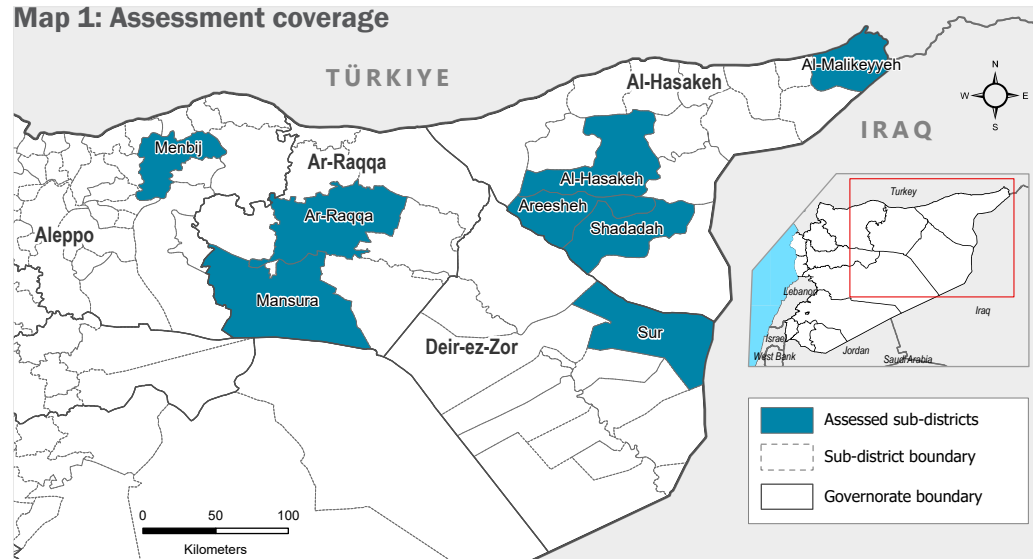 Map 1: Assessment coverage
TÜRKIYE
Al-Malikeyyeh
Al-Hasakeh
N
W
E
S
IRAQ
Menbij
Ar-Raqqa
Al-Hasakeh
Areesheh
Ar-Raqqa
Shadadah
Aleppo
Mansura
Sur
Deir-ez-Zor
Turkey
Lebanon
Iraq
Israel
West Bank
Jordan
Saudi Arabia
Assessed sub-districts
Sub-district boundary
Governorate boundary
0 50 100
Kilometers